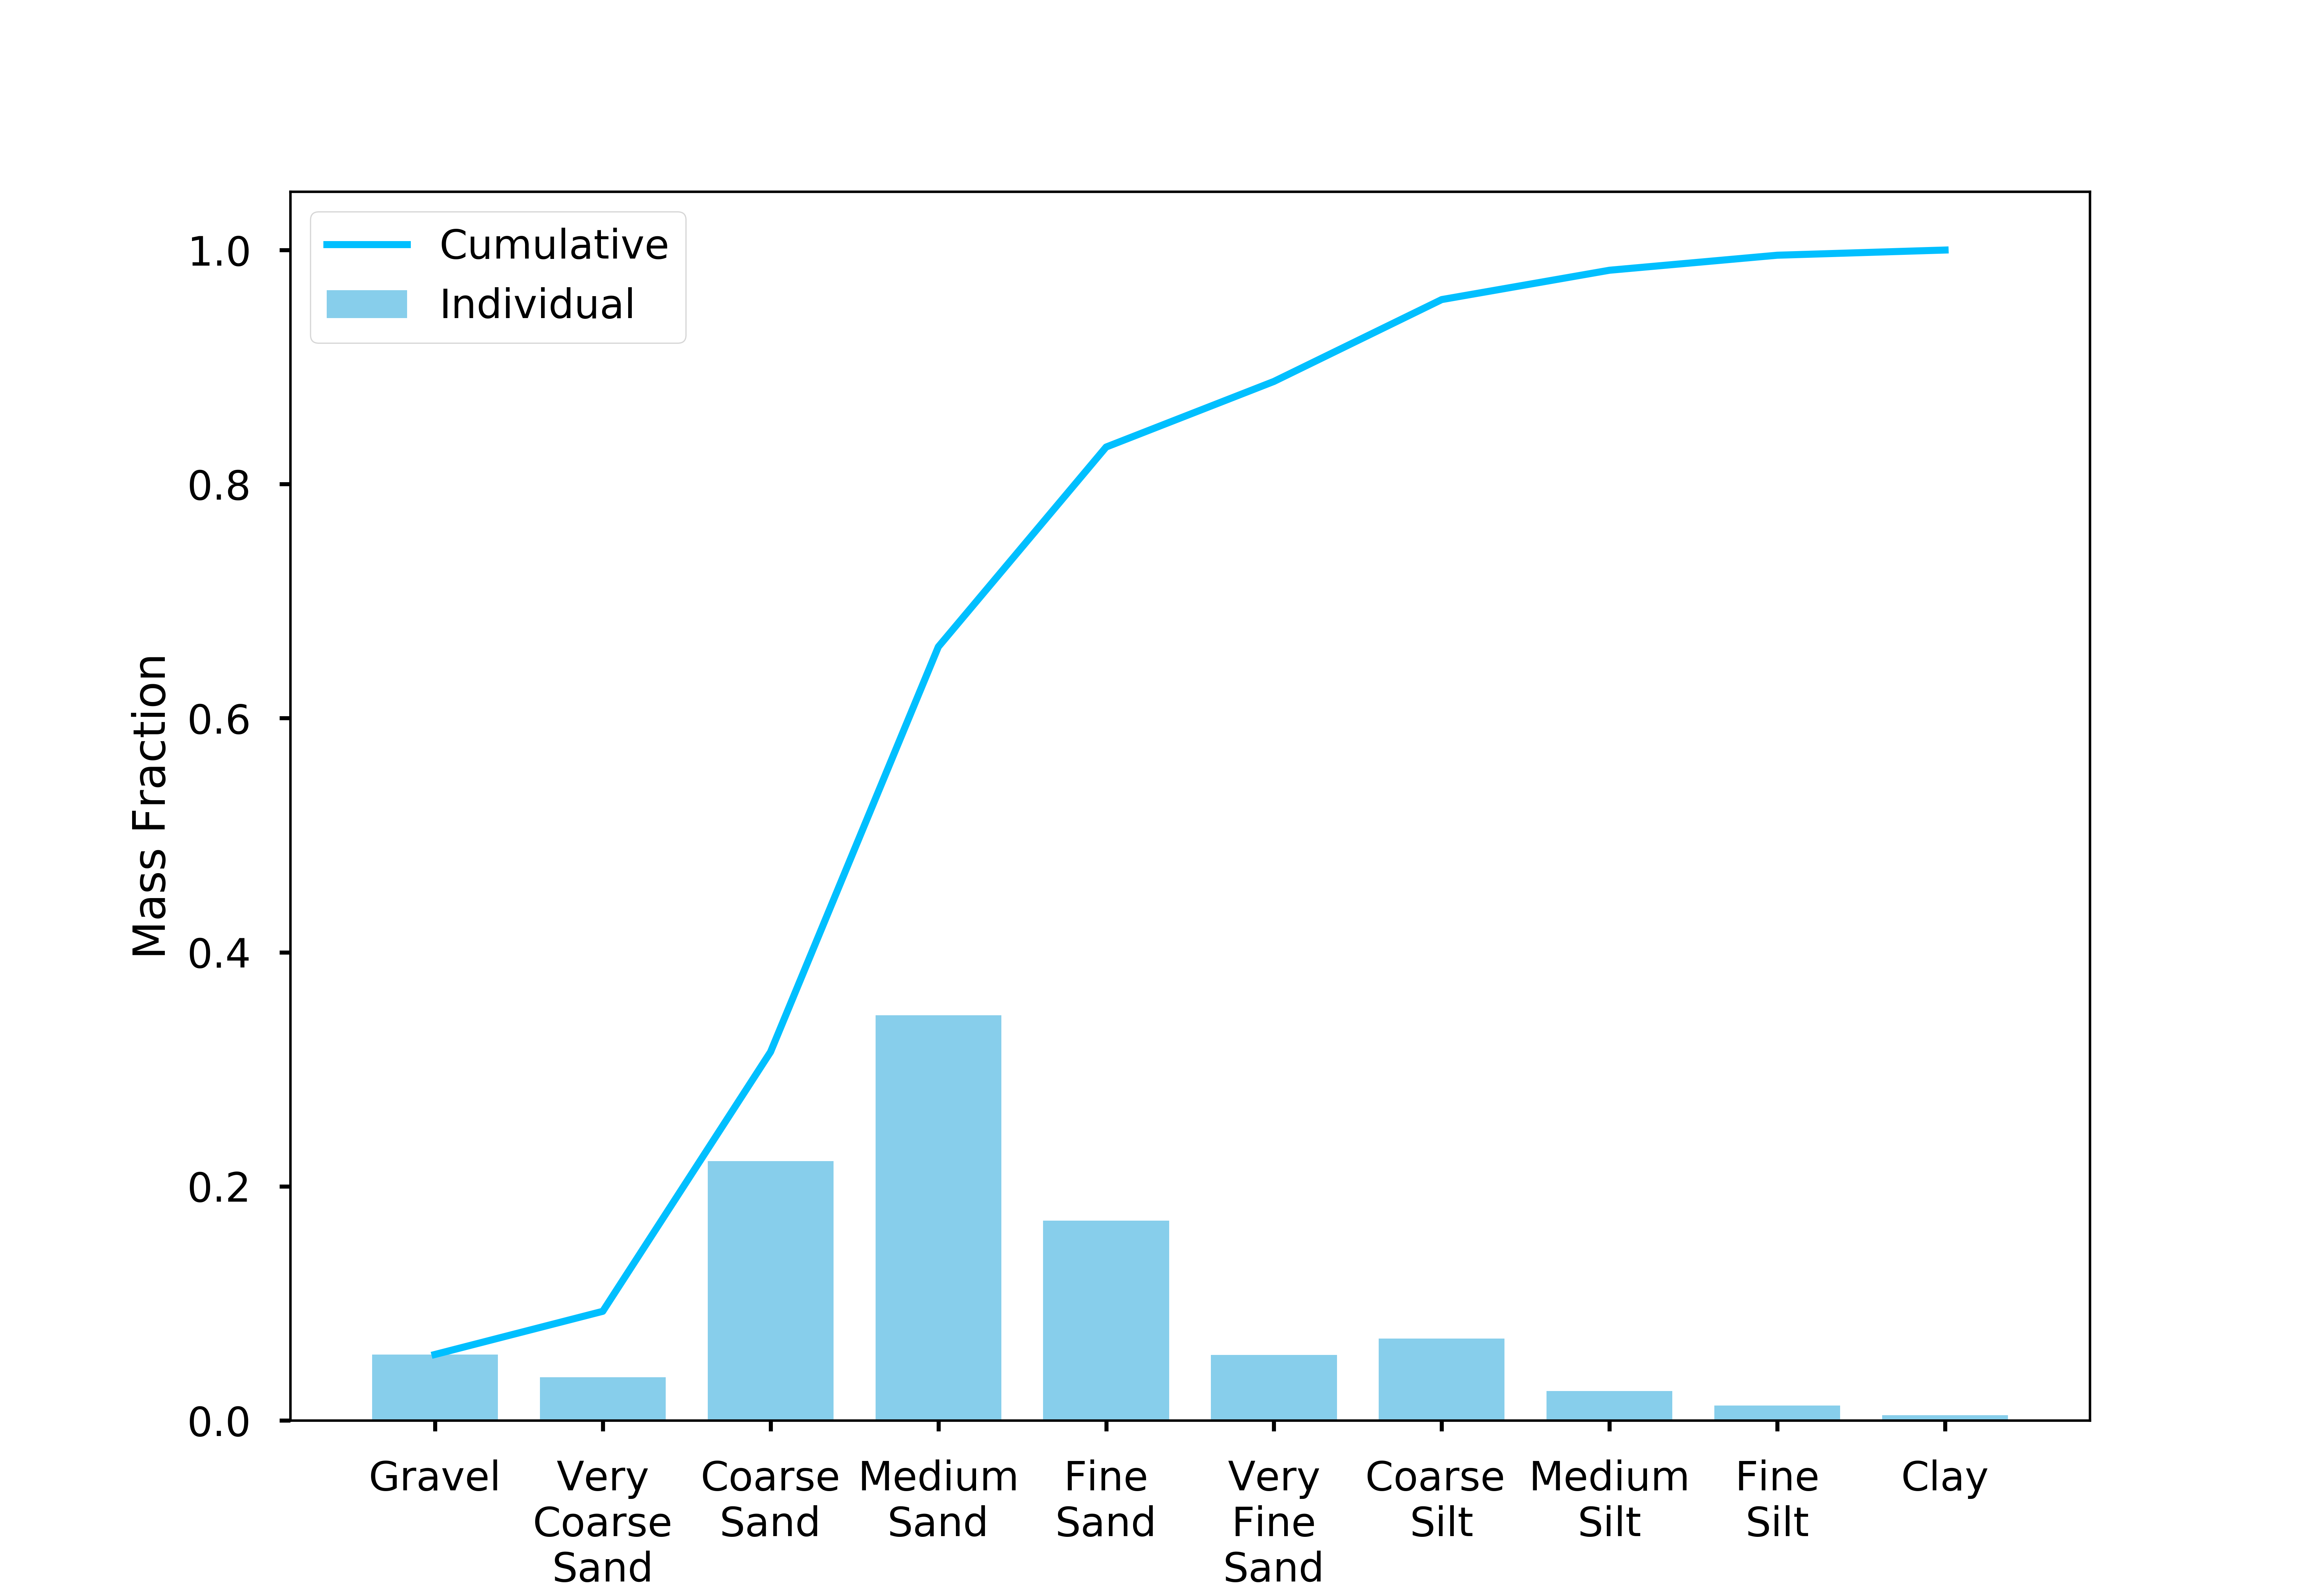 Cumulative
Individual
Mass Fraction
1.0
0.8
0.6
0.4
0.2
0.0
Gravel
Very
Coarse
Sand
Coarse
Sand
Medium
Sand
Fine
Sand
Very
Fine
Sand
Coarse
Silt
Medium
Silt
Fine
Silt
Clay